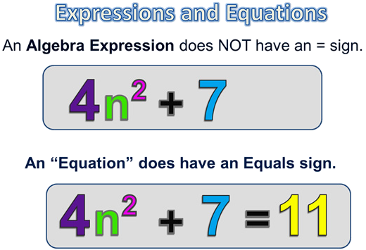 Expressions and Equations
An Algebra Expression does NOT have an = sign.
4n² + 7
An “Equation” does have an Equals sign.
4n² + 7 = 11